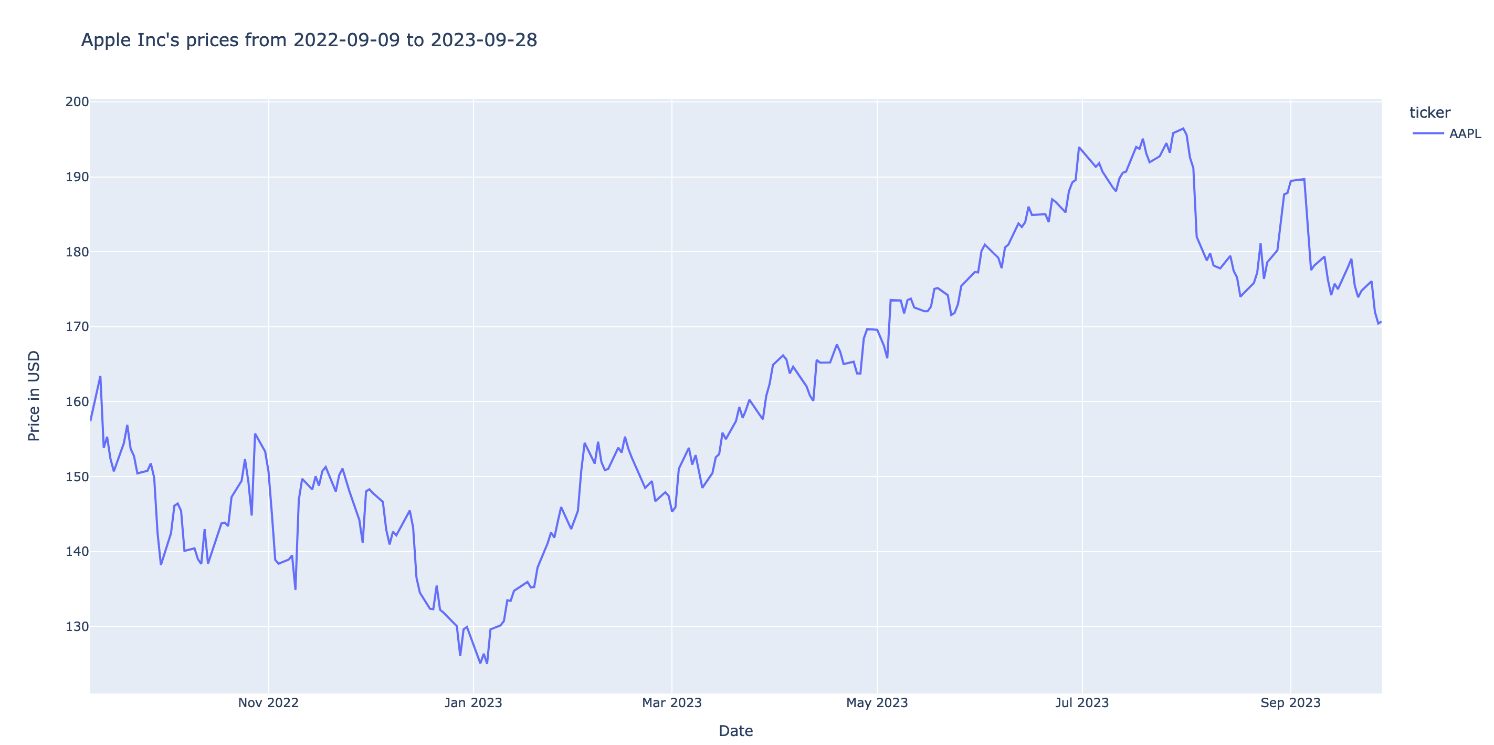 Apple Inc's prices from 2022-09-09 to 2023-09-28
ticker
AAPL
200
190
180
170
160
150
140
130
Price in USD
Nov 2022
Jan 2023
Mar 2023
May 2023
Jul 2023
Sep 2023
Date